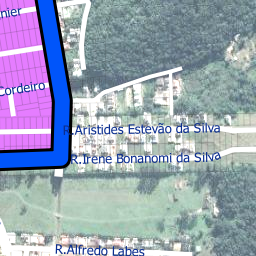 nier
Cordeiro
R.Aristides Estevão da Silva
R.Irene Bonanomi da Silva
R.Alfredo Labes